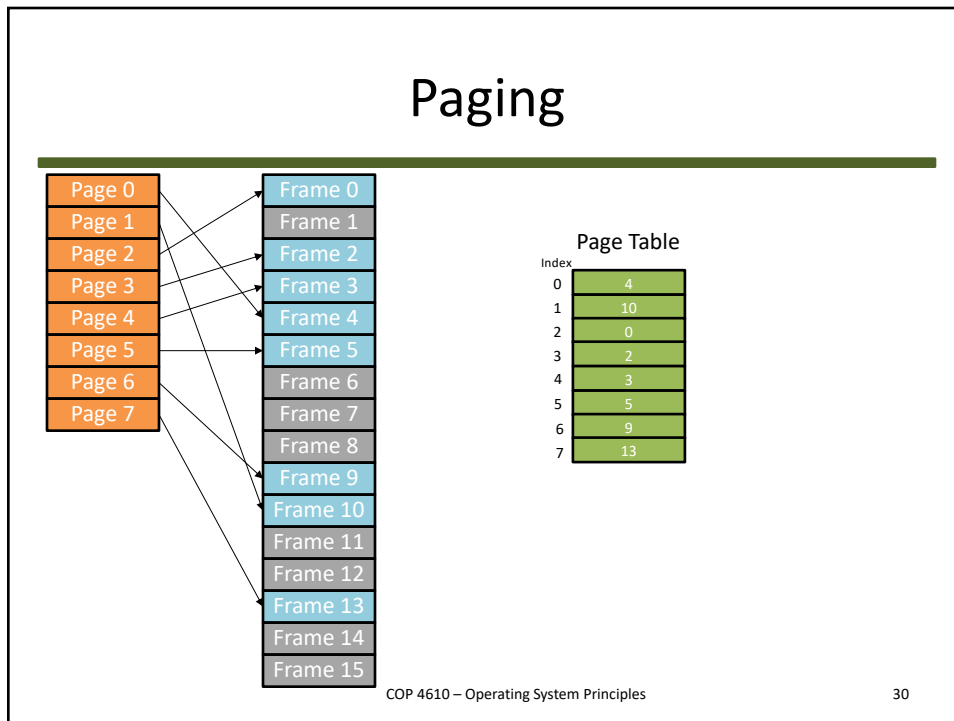 Paging
Page 0
Page 1
Page 2
Page 3
Page 4
Page 5
Page 6
Page 7
Frame 0
Frame 1
Frame 2
Frame 3
Frame 4
Frame 5
Frame 6
Frame 7
Frame 8
Frame 9
Frame 10
Frame 11
Frame 12
Frame 13
Frame 14
Frame 15
Page Table
Index
0 4
1 10
2 0
3 2
4 3
5 5
6 9
7 13
COP 4610 – Operating System Principles
30